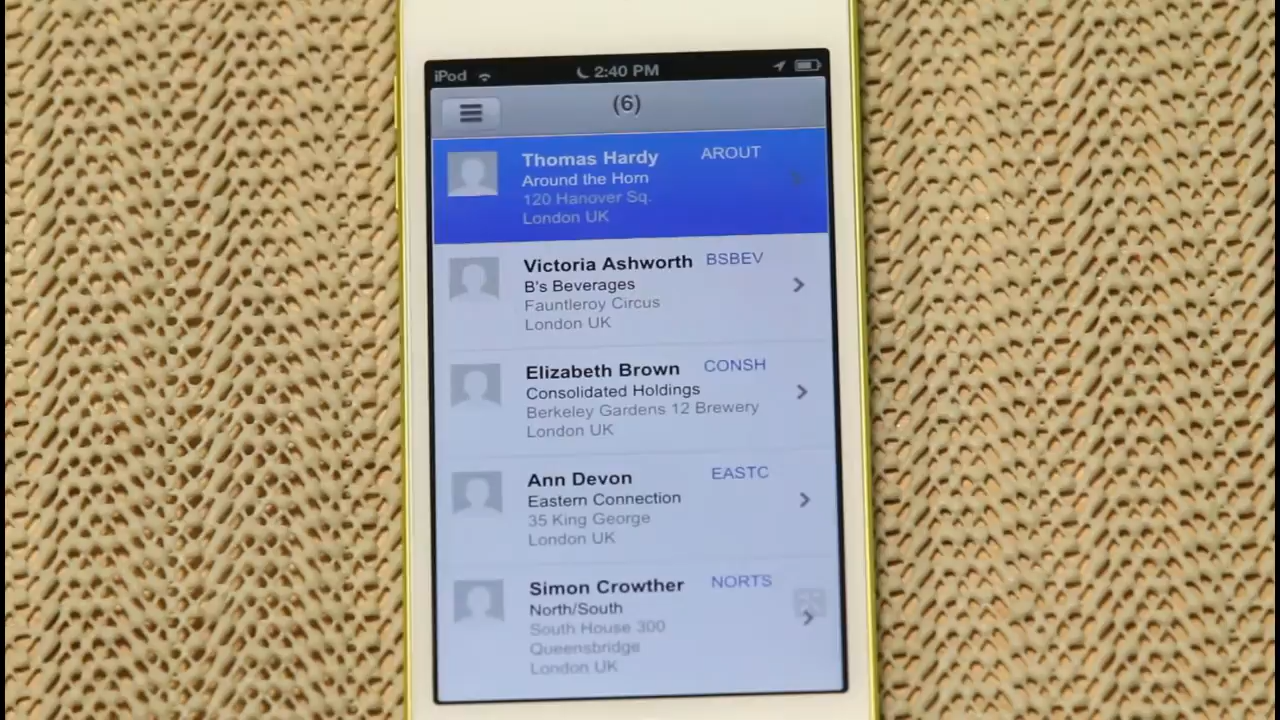 iPod 2:40 PM
(6)
Thomas Hardy AROUT
Around the Horn
120 Hanover Sq.
London UK
Victoria Ashworth BSBEV
B's Beverages
Fauntleroy Circus
London UK
Elizabeth Brown CONSH
Consolidated Holdings
Berkeley Gardens 12 Brewery
London UK
Ann Devon EASTC
Eastern Connection
35 King George
London UK
Simon Crowther NORTS
North/South
South House 300
Queensbridge
London UK